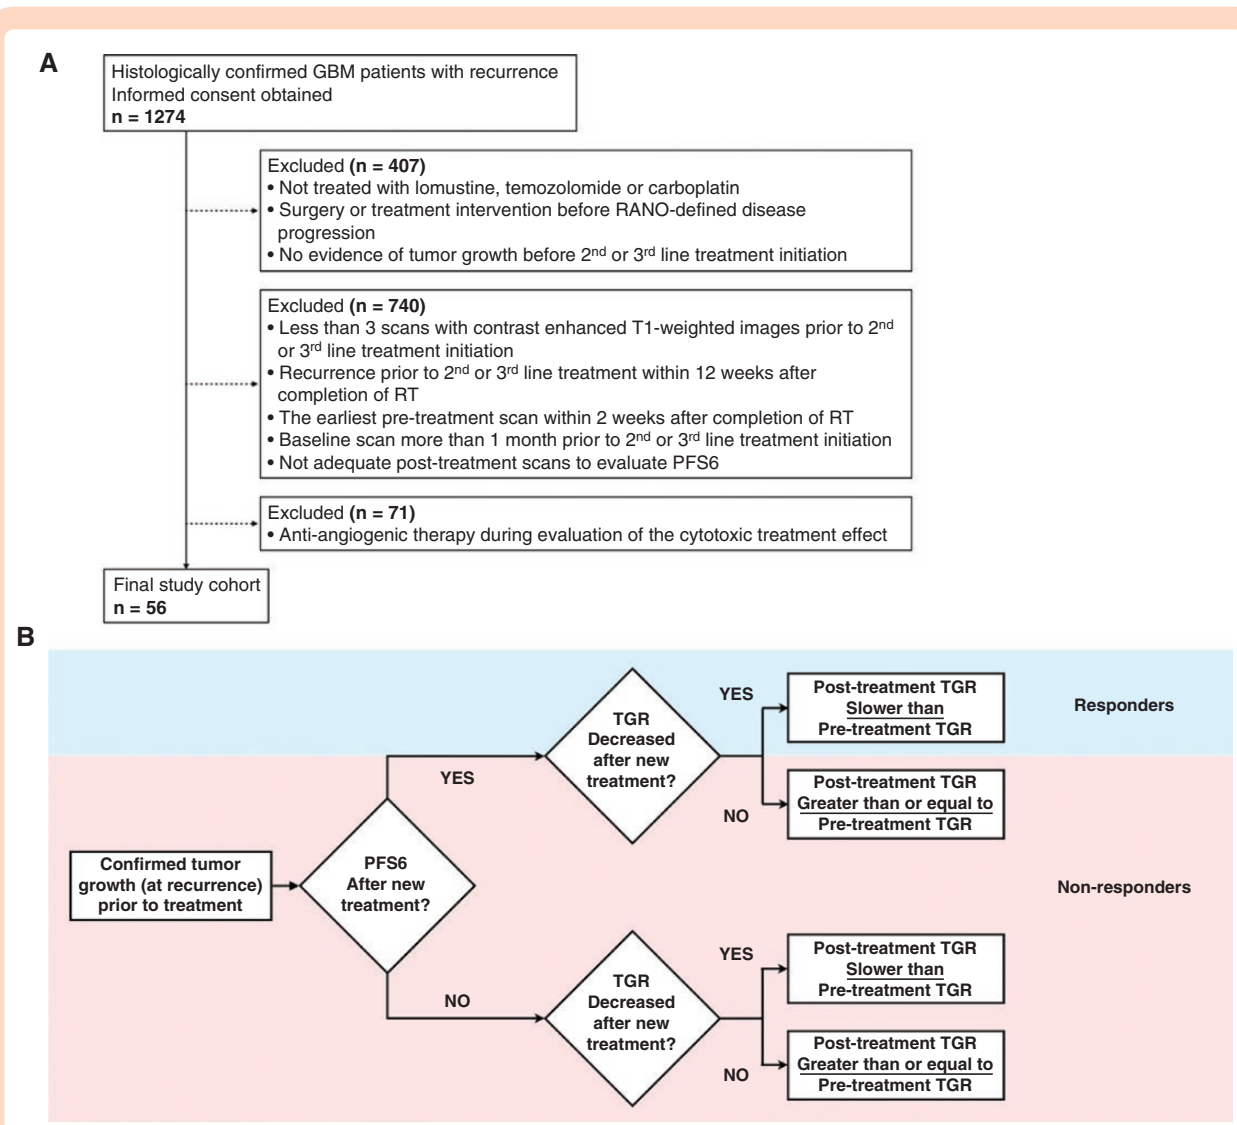 A
Histologically confirmed GBM patients with recurrence
Informed consent obtained
n = 1274
Excluded (n = 407)
• Not treated with lomustine, temozolomide or carboplatin
• Surgery or treatment intervention before RANO-defined disease
progression
• No evidence of tumor growth before 2nd or 3rd line treatment initiation
Excluded (n = 740)
• Less than 3 scans with contrast enhanced T1-weighted images prior to 2nd
or 3rd line treatment initiation
• Recurrence prior to 2nd or 3rd line treatment within 12 weeks after
completion of RT
• The earliest pre-treatment scan within 2 weeks after completion of RT
• Baseline scan more than 1 month prior to 2nd or 3rd line treatment initiation
• Not adequate post-treatment scans to evaluate PFS6
Excluded (n = 71)
• Anti-angiogenic therapy during evaluation of the cytotoxic treatment effect
Final study cohort
n = 56
B
Confirmed tumor
growth (at recurrence)
prior to treatment
PFS6
After new
treatment?
YES
TGR
Decreased
after new
treatment?
YES
Post-treatment TGR
Slower than
Pre-treatment TGR
Responders
NO
Post-treatment TGR
Greater than or equal to
Pre-treatment TGR
Non-responders
NO
TGR
Decreased
after new
treatment?
YES
Post-treatment TGR
Slower than
Pre-treatment TGR
NO
Post-treatment TGR
Greater than or equal to
Pre-treatment TGR